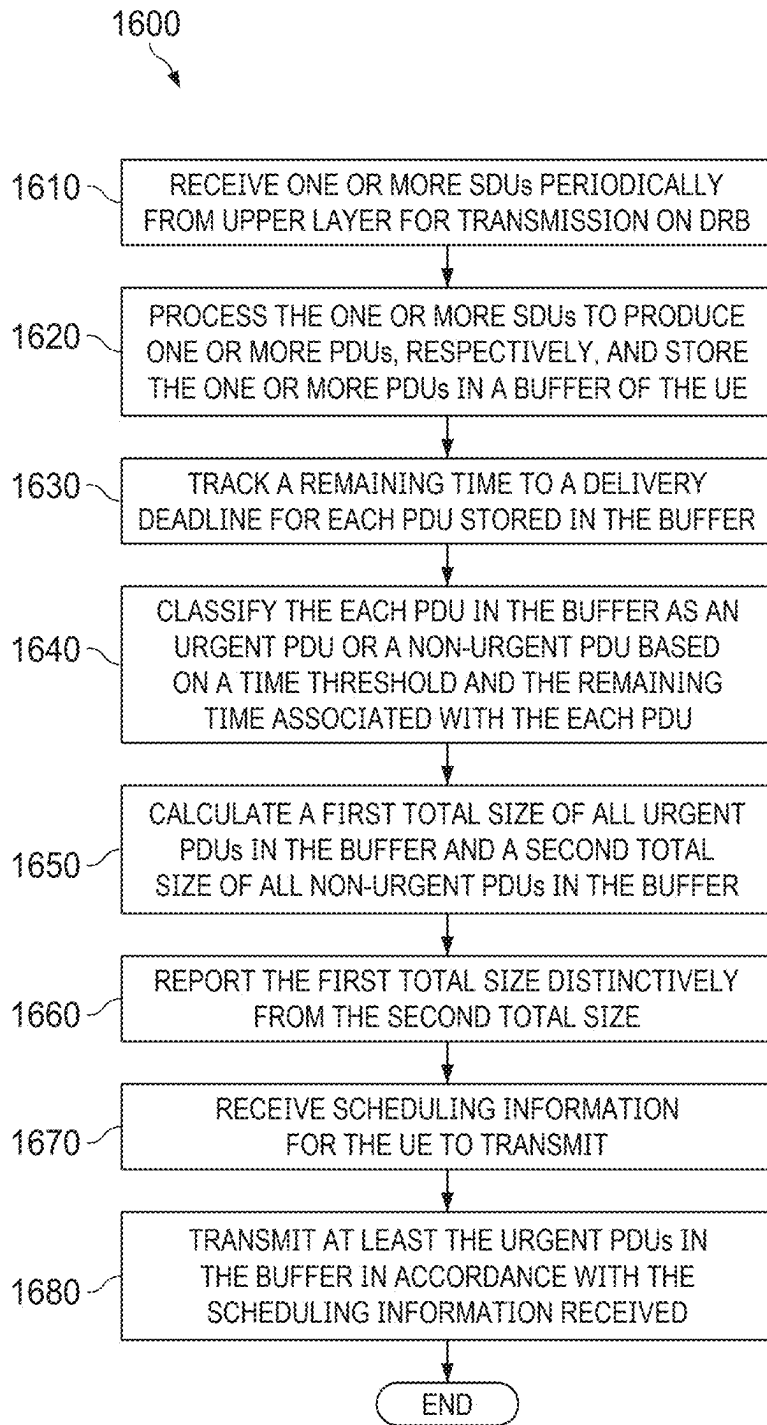 1600
1610
RECEIVE ONE OR MORE SDUs PERIODICALLY
FROM UPPER LAYER FOR TRANSMISSION ON DRB
1620
PROCESS THE ONE OR MORE SDUs TO PRODUCE
ONE OR MORE PDUs, RESPECTIVELY, AND STORE
THE ONE OR MORE PDUs IN A BUFFER OF THE UE
1630
TRACK A REMAINING TIME TO A DELIVERY
DEADLINE FOR EACH PDU STORED IN THE BUFFER
1640
CLASSIFY THE EACH PDU IN THE BUFFER AS AN
URGENT PDU OR A NON-URGENT PDU BASED
ON A TIME THRESHOLD AND THE REMAINING
TIME ASSOCIATED WITH THE EACH PDU
1650
CALCULATE A FIRST TOTAL SIZE OF ALL URGENT
PDUs IN THE BUFFER AND A SECOND TOTAL
SIZE OF ALL NON-URGENT PDUs IN THE BUFFER
1660
REPORT THE FIRST TOTAL SIZE DISTINCTIVELY
FROM THE SECOND TOTAL SIZE
1670
RECEIVE SCHEDULING INFORMATION
FOR THE UE TO TRANSMIT
1680
TRANSMIT AT LEAST THE URGENT PDUs IN
THE BUFFER IN ACCORDANCE WITH THE
SCHEDULING INFORMATION RECEIVED
END